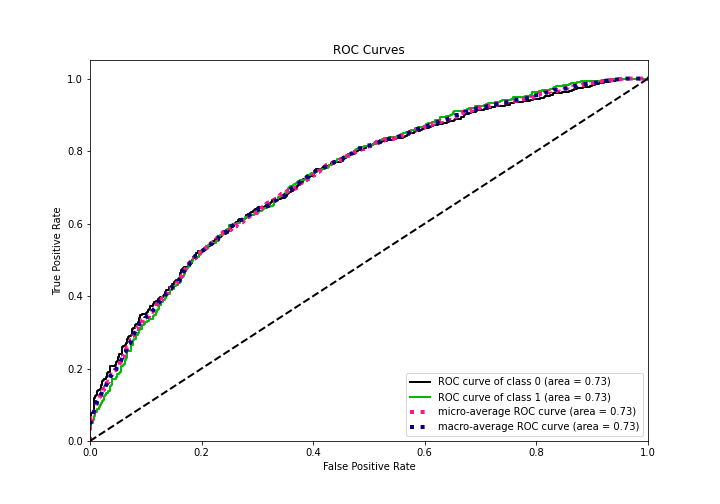 ROC Curves
True Positive Rate
1.0
0.8
0.6
0.4
0.2
0.0
ROC curve of class 0 (area = 0.73)
ROC curve of class 1 (area = 0.73)
micro-average ROC curve (area = 0.73)
macro-average ROC curve (area = 0.73)
0.0 0.2 0.4 0.6 0.8 1.0
False Positive Rate